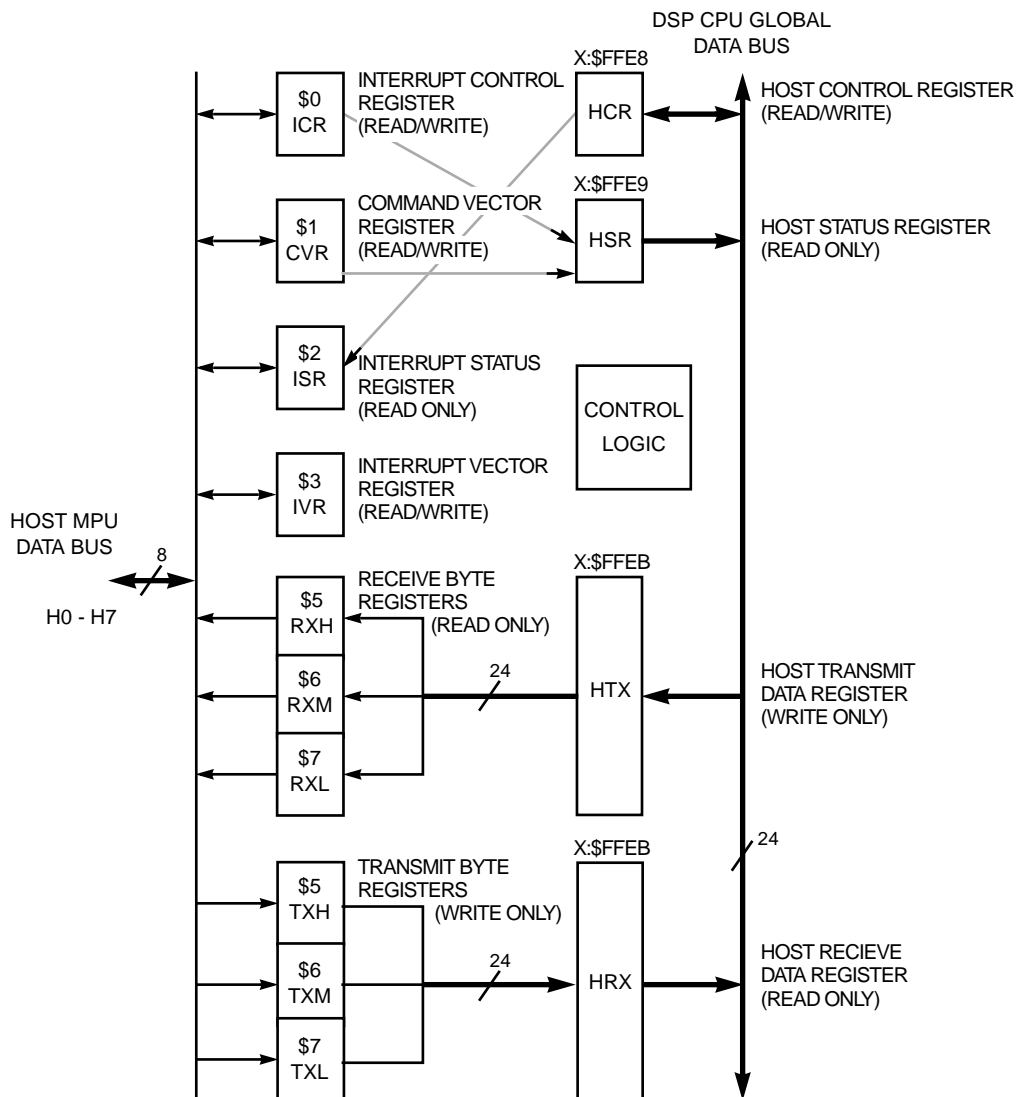 DSP CPU GLOBAL
DATA BUS
$0
ICR
INTERRUPT CONTROL
REGISTER
(READ/WRITE)
X:$FFE8
HCR
HOST CONTROL REGISTER
(READ/WRITE)
$1
CVR
COMMAND VECTOR
REGISTER
(READ/WRITE)
X:$FFE9
HSR
HOST STATUS REGISTER
(READ ONLY)
$2
ISR
INTERRUPT STATUS
REGISTER
(READ ONLY)
CONTROL
LOGIC
$3
IVR
INTERRUPT VECTOR
REGISTER
(READ/WRITE)
HOST MPU
DATA BUS
8
H0 - H7
RECEIVE BYTE
REGISTERS
(READ ONLY)
$5
RXH
$6
RXM
$7
RXL
24
X:$FFEB
HTX
HOST TRANSMIT
DATA REGISTER
(WRITE ONLY)
24
TRANSMIT BYTE
REGISTERS
(WRITE ONLY)
$5
TXH
$6
TXM
$7
TXL
24
X:$FFEB
HRX
HOST RECIEVE
DATA REGISTER
(READ ONLY)